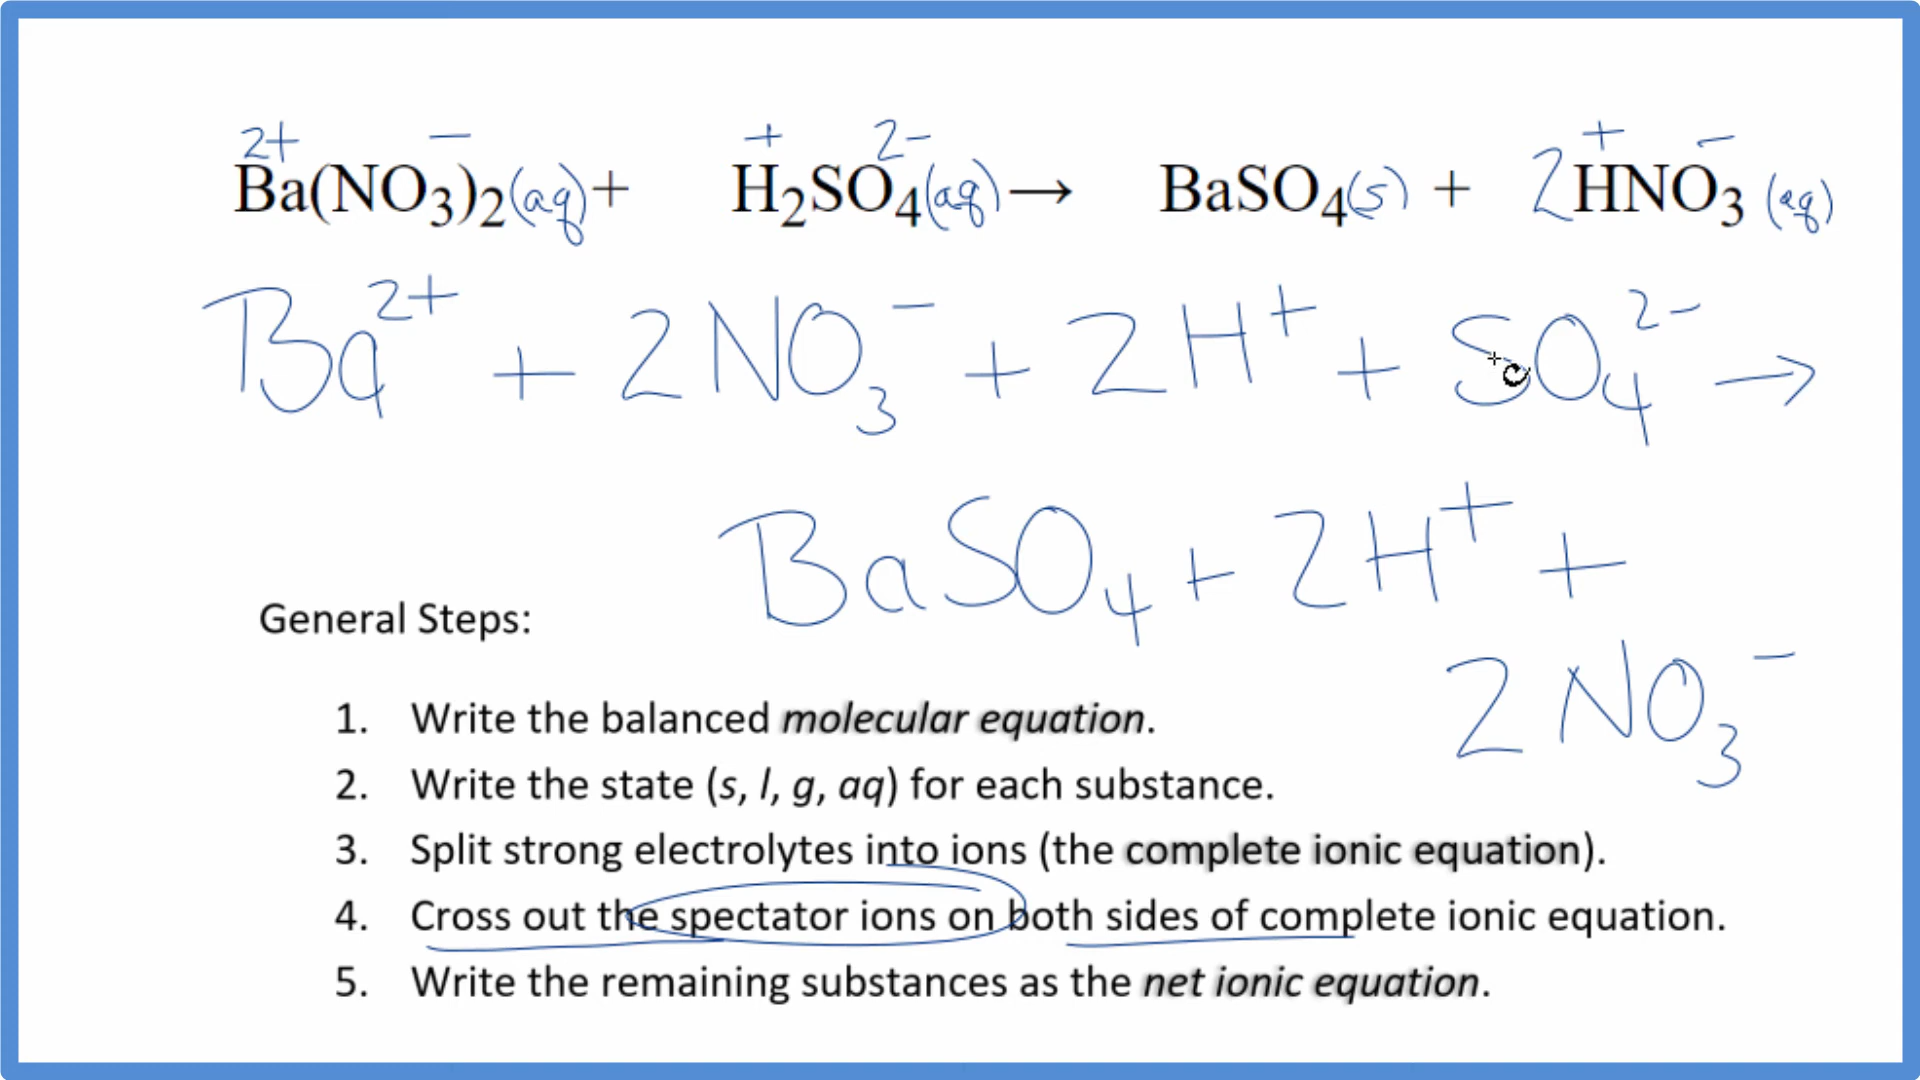 2+ − + 2− + −
Ba(NO₃)₂(aq) + H₂SO₄(aq) → BaSO₄(s) + 2HNO₃ (aq)
Ba²⁺ + 2NO₃⁻ + 2H⁺ + SO₄²⁻ →
BaSO₄ + 2H⁺ +
2NO₃⁻
General Steps:
1. Write the balanced molecular equation.
2. Write the state (s, l, g, aq) for each substance.
3. Split strong electrolytes into ions (the complete ionic equation).
4. Cross out the spectator ions on both sides of complete ionic equation.
5. Write the remaining substances as the net ionic equation.